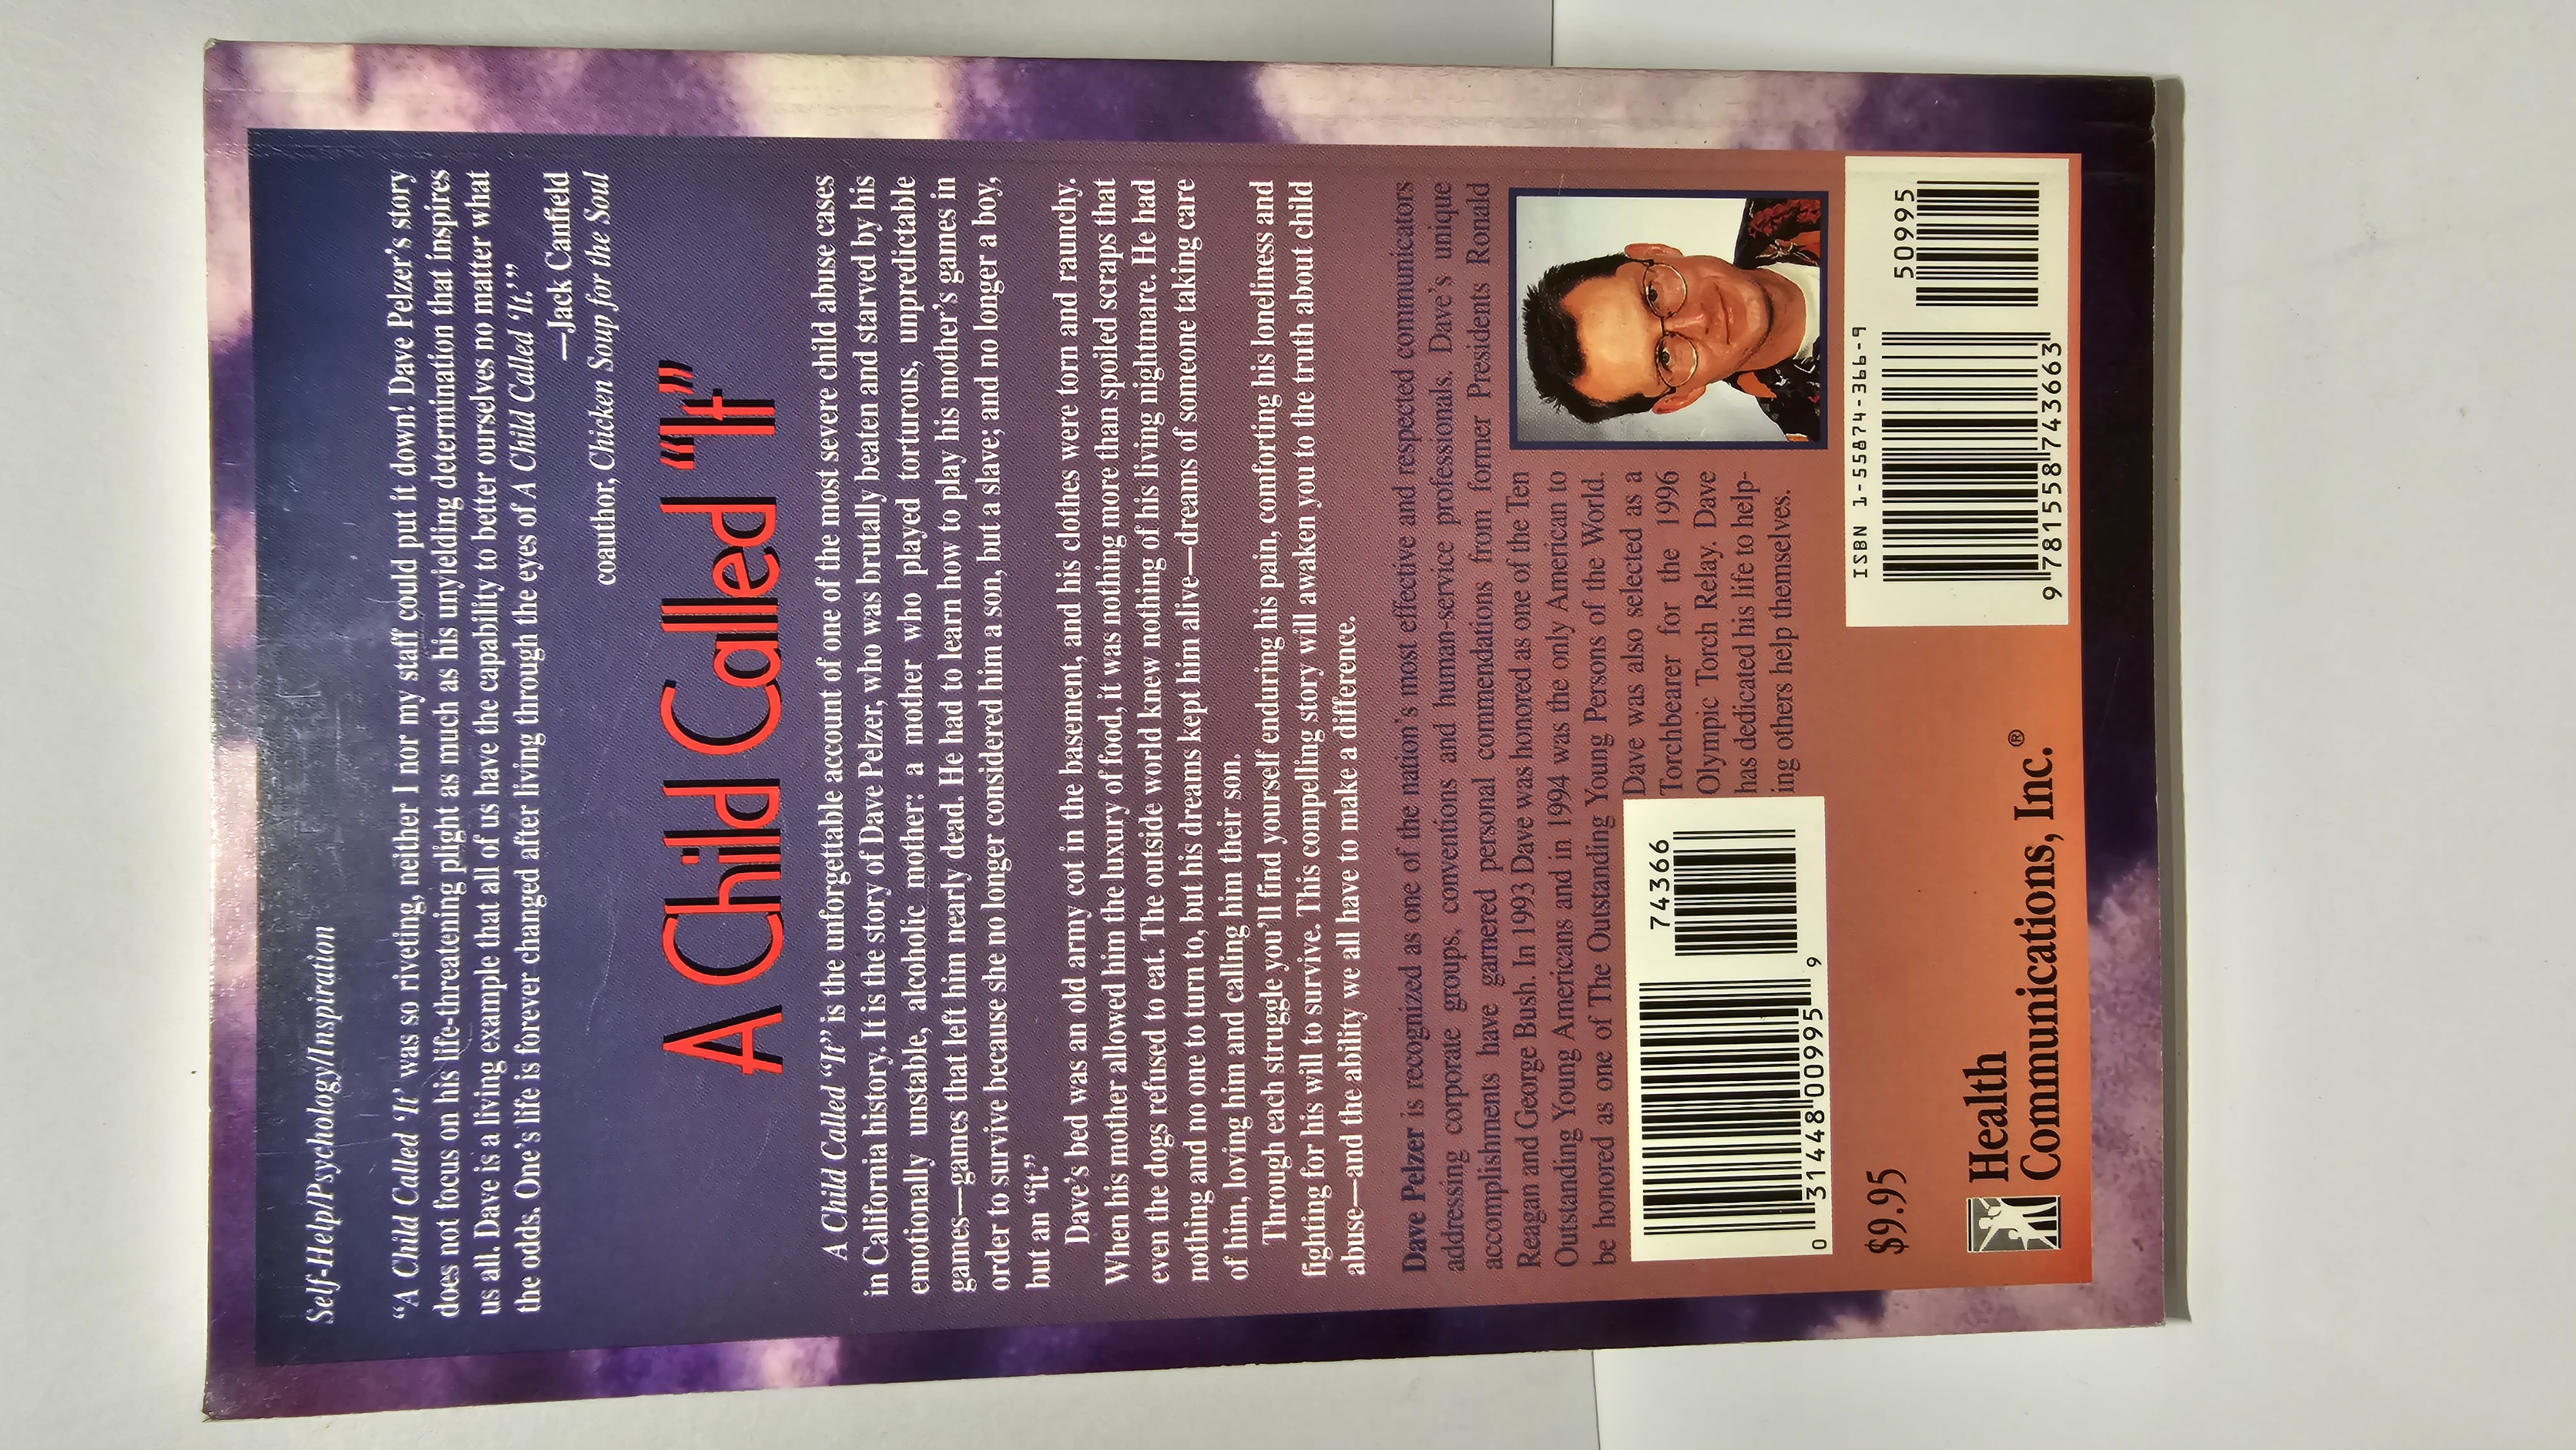 Self-Help/Psychology/Inspiration
“A Child Called ‘It’ was so riveting, neither I nor my staff could put it down! Dave Pelzer’s story
does not focus on his life-threatening plight as much as his unyielding determination that inspires
us all. Dave is a living example that all of us have the capability to better ourselves no matter what
the odds. One’s life is forever changed after living through the eyes of A Child Called ‘It.’”
—Jack Canfield
coauthor, Chicken Soup for the Soul
A Child Called “It”
A Child Called “It” is the unforgettable account of one of the most severe child abuse cases
in California history. It is the story of Dave Pelzer, who was brutally beaten and starved by his
emotionally unstable, alcoholic mother: a mother who played torturous, unpredictable
games—games that left him nearly dead. He had to learn how to play his mother’s games in
order to survive because she no longer considered him a son, but a slave; and no longer a boy,
but an “it.”
Dave’s bed was an old army cot in the basement, and his clothes were torn and raunchy.
When his mother allowed him the luxury of food, it was nothing more than spoiled scraps that
even the dogs refused to eat. The outside world knew nothing of his living nightmare. He had
nothing and no one to turn to, but his dreams kept him alive—dreams of someone taking care
of him, loving him and calling him their son.
Through each struggle you’ll find yourself enduring his pain, comforting his loneliness and
fighting for his will to survive. This compelling story will awaken you to the truth about child
abuse—and the ability we all have to make a difference.
Dave Pelzer is recognized as one of the nation’s most effective and respected communicators
addressing corporate groups, conventions and human-service professionals. Dave’s unique
accomplishments have garnered personal commendations from former Presidents Ronald
Reagan and George Bush. In 1993 Dave was honored as one of the Ten
Outstanding Young Americans and in 1994 was the only American to
be honored as one of The Outstanding Young Persons of the World.
Dave was also selected as a
Torchbearer for the 1996
Olympic Torch Relay. Dave
has dedicated his life to help-
ing others help themselves.
74366
0 31448 00995 9
$9.95
Health
Communications, Inc.®
ISBN 1-55874-366-9
50995
9 781558 743663